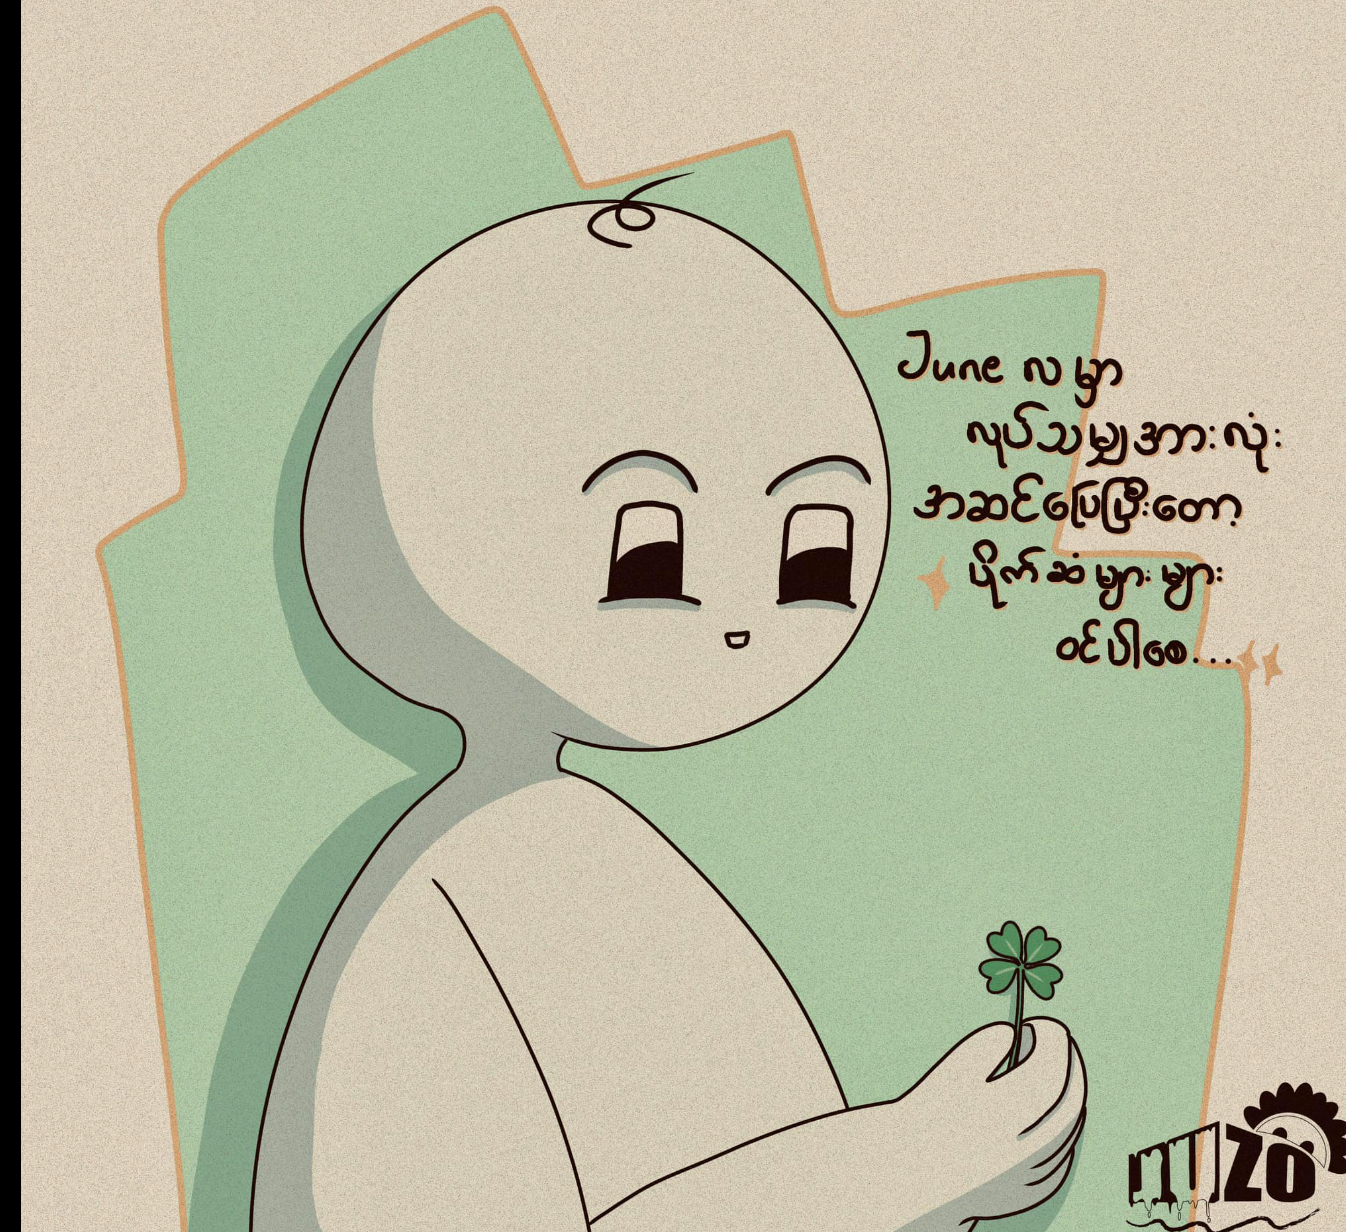 June လ မှာ
လုပ်သမျှအားလုံး
အဆင်ပြေပြီးတော့
ပိုက်ဆံ များ များ
ဝင်ပါစေ...